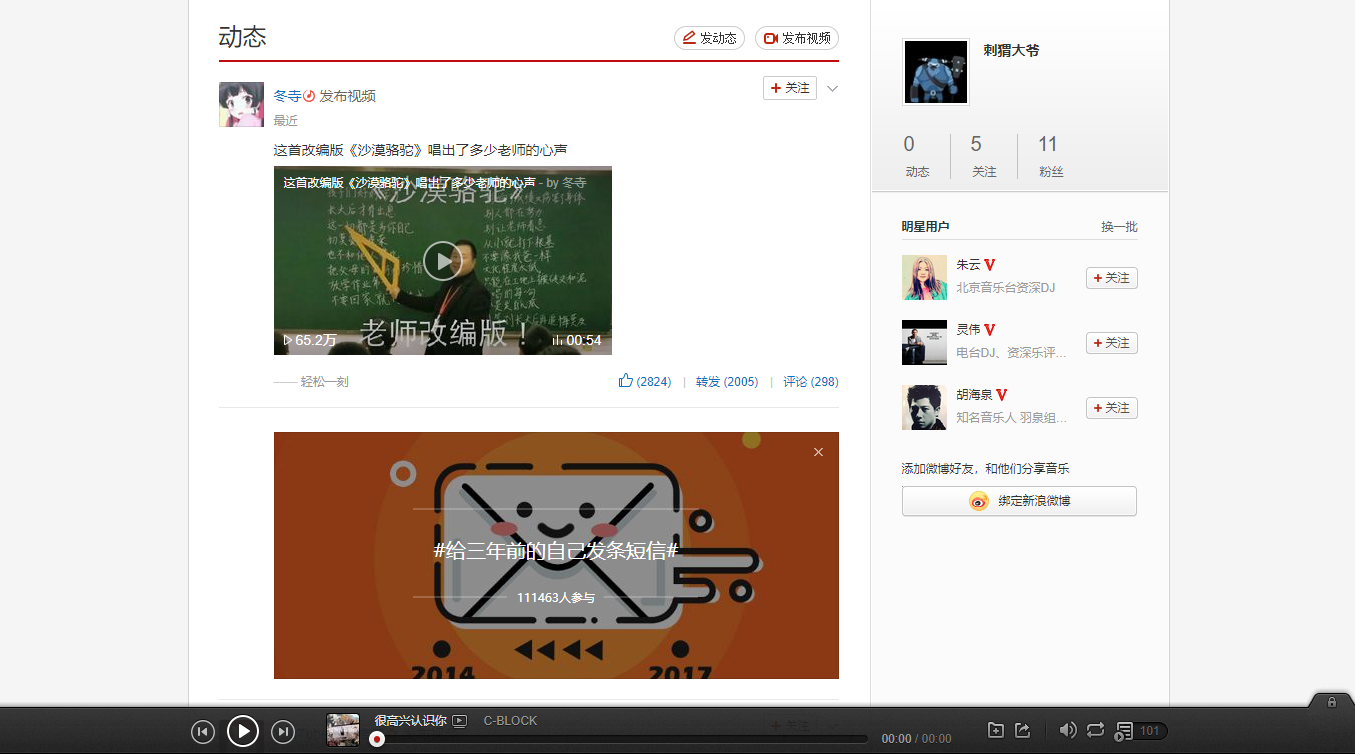 动态
发动态
发布视频
冬寺 发布视频
关注
最近
这首改编版《沙漠骆驼》唱出了多少老师的心声
这首改编版《沙漠骆驼》唱出了多少老师的心声 - by 冬寺
《沙漠骆驼》
老师改编版！
65.2万
00:54
—— 轻松一刻
(2824)
转发 (2005)
评论 (298)
#给三年前的自己发条短信#
111463人参与
2014
2017
刺猬大爷
0
5
11
动态
关注
粉丝
明星用户
换一批
朱云
北京音乐台资深DJ
关注
灵伟
电台DJ、资深乐评...
关注
胡海泉
知名音乐人 羽泉组...
关注
添加微博好友，和他们分享音乐
绑定新浪微博
很高兴认识你
C-BLOCK
00:00 / 00:00
101